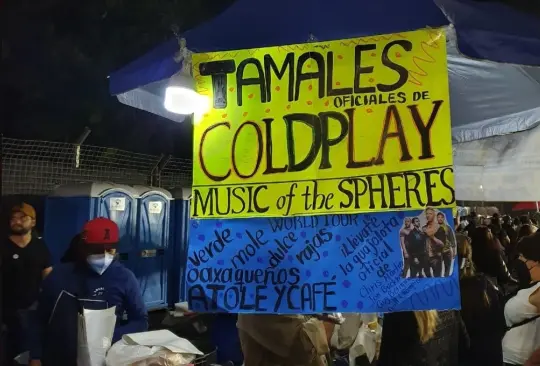 TAMALES
OFICIALES DE
COLDPLAY
MUSIC of the SPHERES
WORLD TOUR
verde
mole
dulce
rajas
oaxaqueños
ATOLE Y CAFÉ
¡Llévate
la guajolota
oficial
de